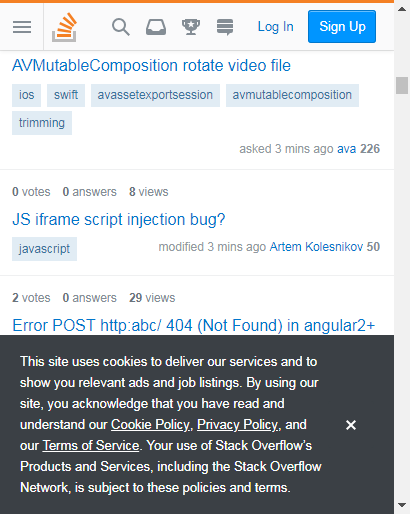 Log In Sign Up
AVMutableComposition rotate video file
ios swift avassetexportsession avmutablecomposition
trimming
asked 3 mins ago ava 226
0 votes 0 answers 8 views
JS iframe script injection bug?
javascript modified 3 mins ago Artem Kolesnikov 50
2 votes 0 answers 29 views
Error POST http:abc/ 404 (Not Found) in angular2+
This site uses cookies to deliver our services and to
show you relevant ads and job listings. By using our
site, you acknowledge that you have read and
understand our Cookie Policy, Privacy Policy, and
our Terms of Service. Your use of Stack Overflow's
Products and Services, including the Stack Overflow
Network, is subject to these policies and terms.